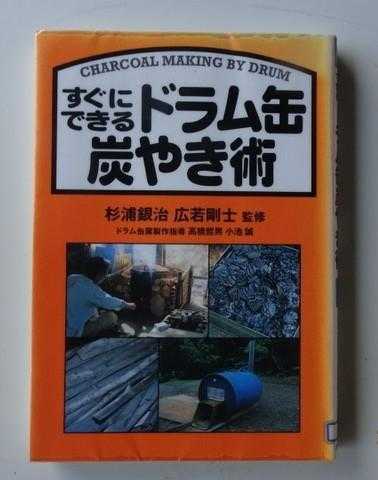 CHARCOAL MAKING BY DRUM
すぐに
できるドラム缶
炭やき術
杉浦銀治 広若剛士 監修
ドラム缶窯製作指導 高橋哲男 小池誠